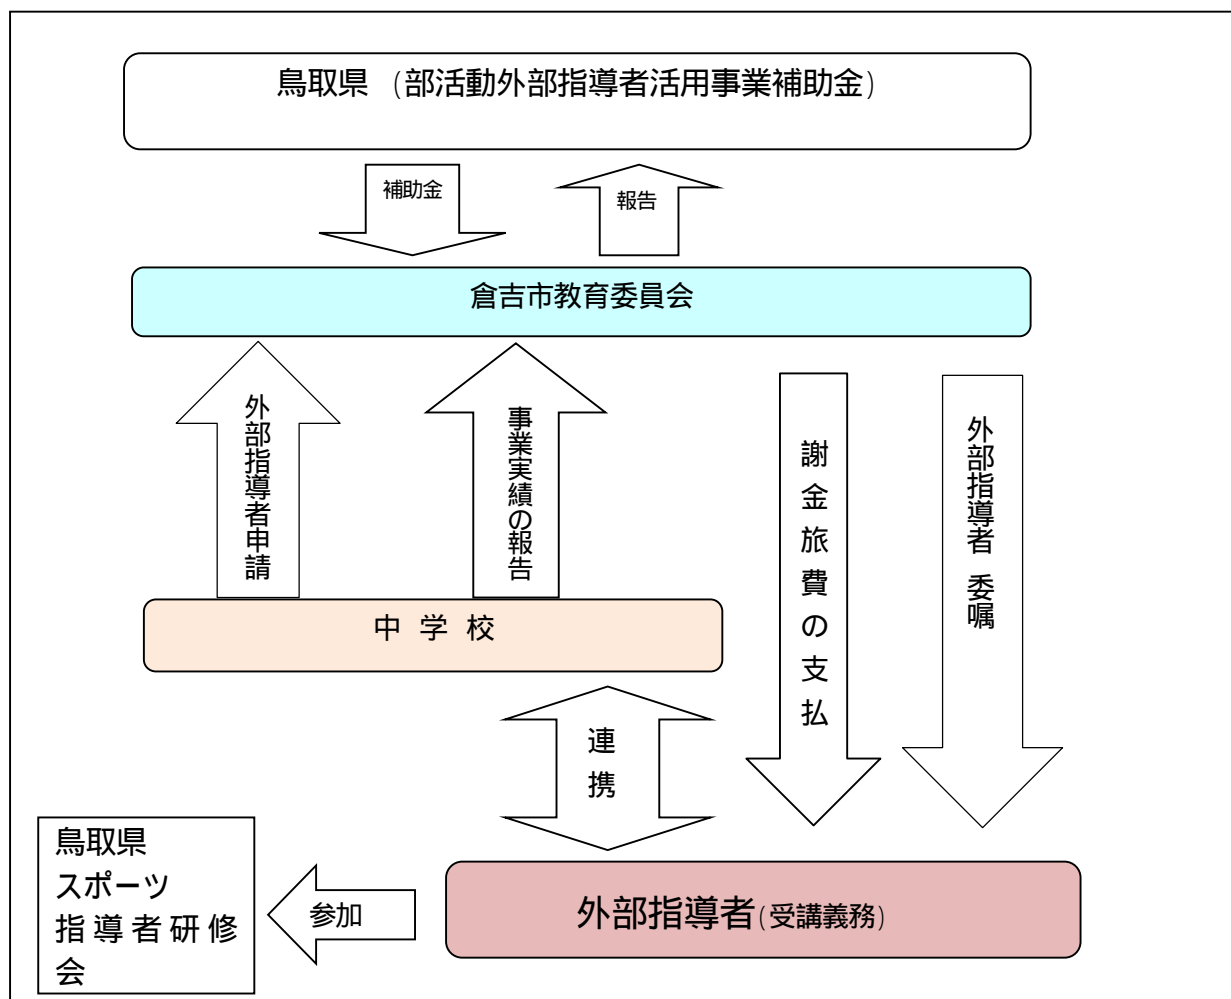 鳥取県 (部活動外部指導者活用事業補助金)
補助金
報告
倉吉市教育委員会
外部指導者申請
事業実績の報告
謝金旅費の支払
外部指導者 委嘱
中 学 校
連携
鳥取県
スポーツ
指導者研修
会
参加
外部指導者(受講義務)